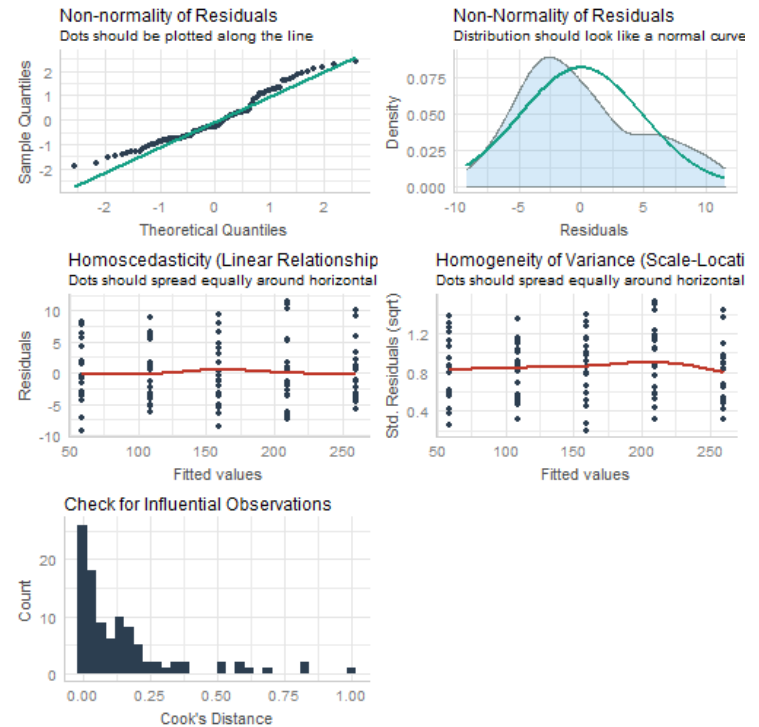 Non-normality of Residuals
Dots should be plotted along the line
Sample Quantiles
2
1
0
-1
-2
-2
-1
0
1
2
Theoretical Quantiles
Non-Normality of Residuals
Distribution should look like a normal curve
Density
0.075
0.050
0.025
0.000
-10
-5
0
5
10
Residuals
Homoscedasticity (Linear Relationship
Dots should spread equally around horizontal
Residuals
10
5
0
-5
-10
50
100
150
200
250
Fitted values
Homogeneity of Variance (Scale-Locati
Dots should spread equally around horizontal
Std. Residuals (sqrt)
1.2
0.8
0.4
50
100
150
200
250
Fitted values
Check for Influential Observations
Count
20
10
0
0.00
0.25
0.50
0.75
1.00
Cook's Distance